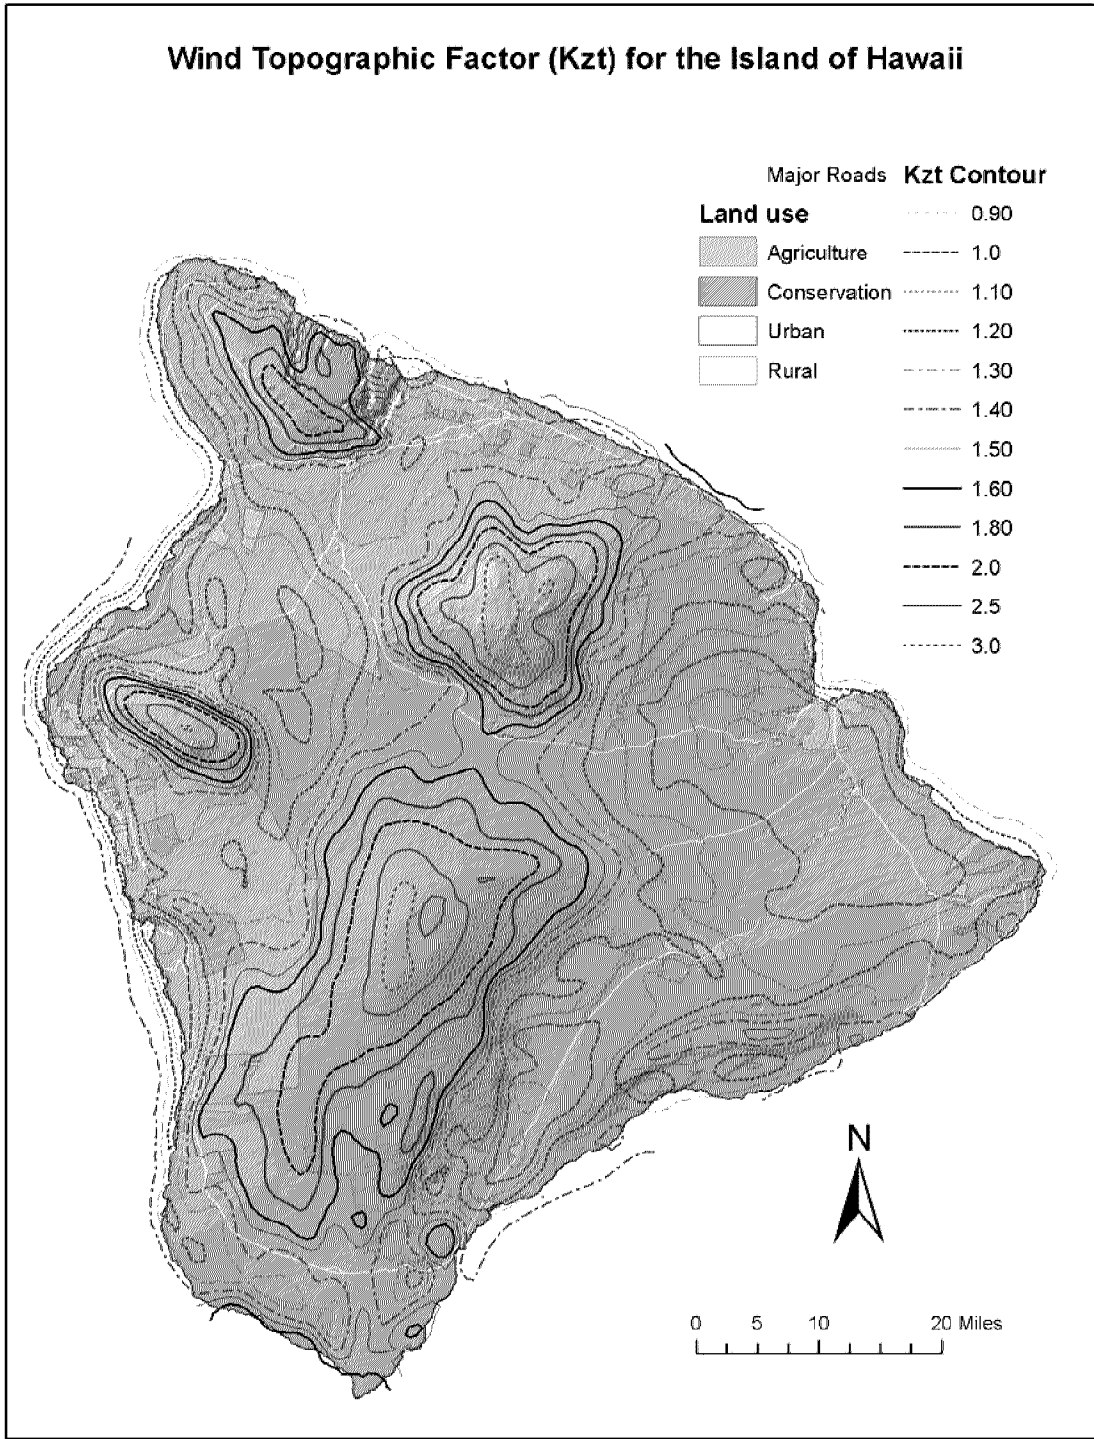 Wind Topographic Factor (Kzt) for the Island of Hawaii
Major Roads
Kzt Contour
Land use
0.90
Agriculture
1.0
Conservation
1.10
Urban
1.20
Rural
1.30
1.40
1.50
1.60
1.80
2.0
2.5
3.0
N
0 5 10 20 Miles